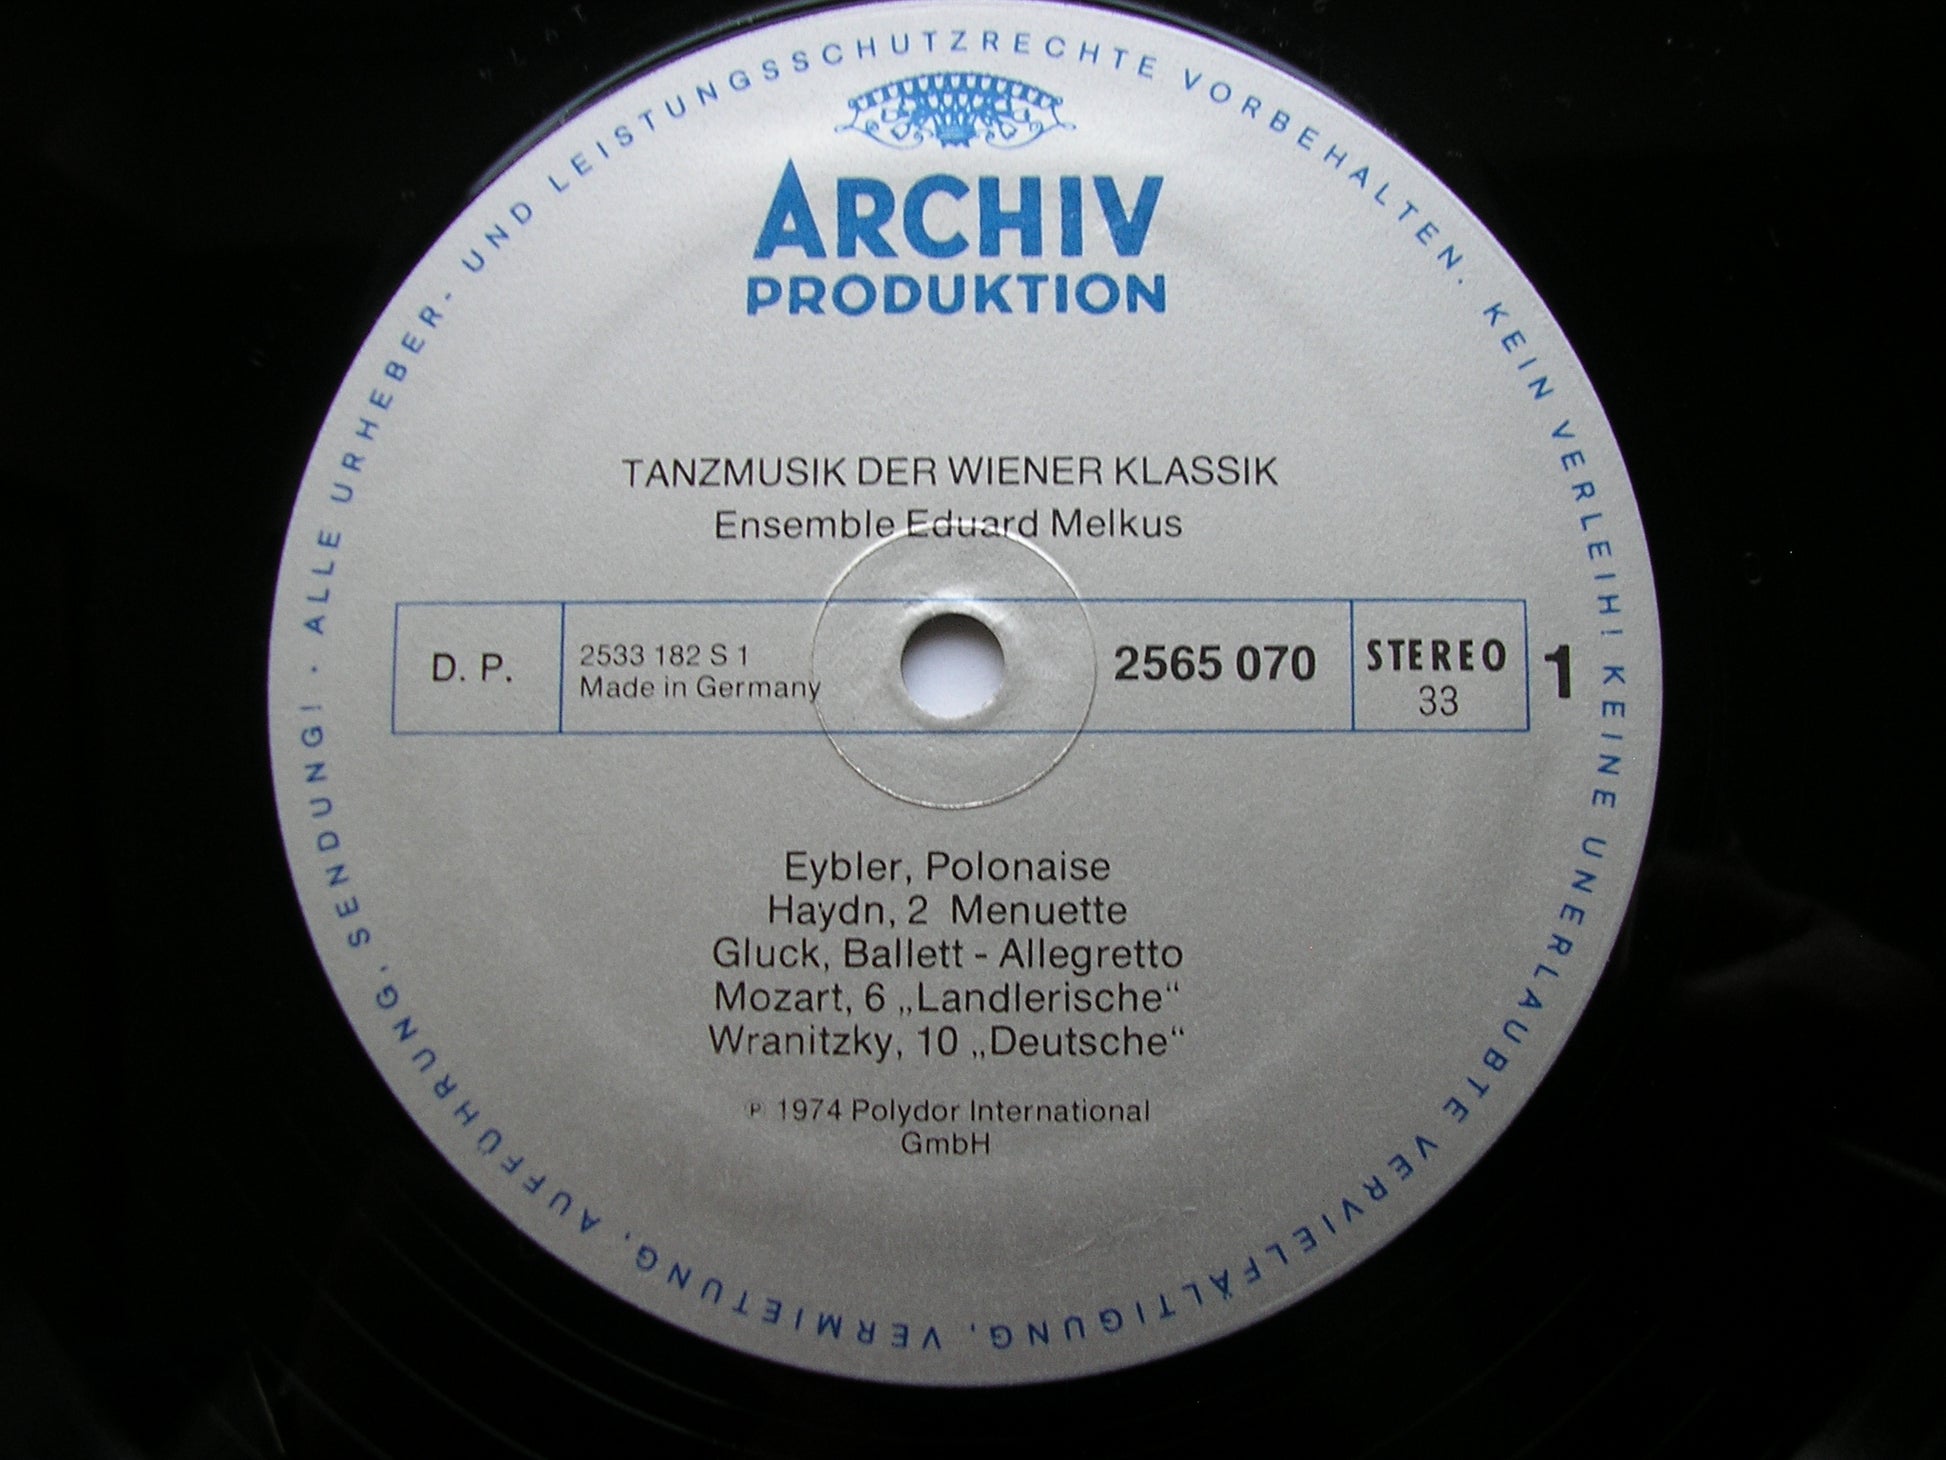 ALLE URHEBER- UND LEISTUNGSSCHUTZRECHTE VORBEHALTEN. KEIN VERLEIH! KEINE UNERLAUBTE VERVIELFÄLTIGUNG, VERMIETUNG, AUFFÜHRUNG, SENDUNG! ·
ARCHIV
PRODUKTION
TANZMUSIK DER WIENER KLASSIK
Ensemble Eduard Melkus
D. P.
2533 182 S 1
Made in Germany
2565 070
STEREO
33
1
Eybler, Polonaise
Haydn, 2 Menuette
Gluck, Ballett - Allegretto
Mozart, 6 „Landlerische“
Wranitzky, 10 „Deutsche“
℗ 1974 Polydor International
GmbH